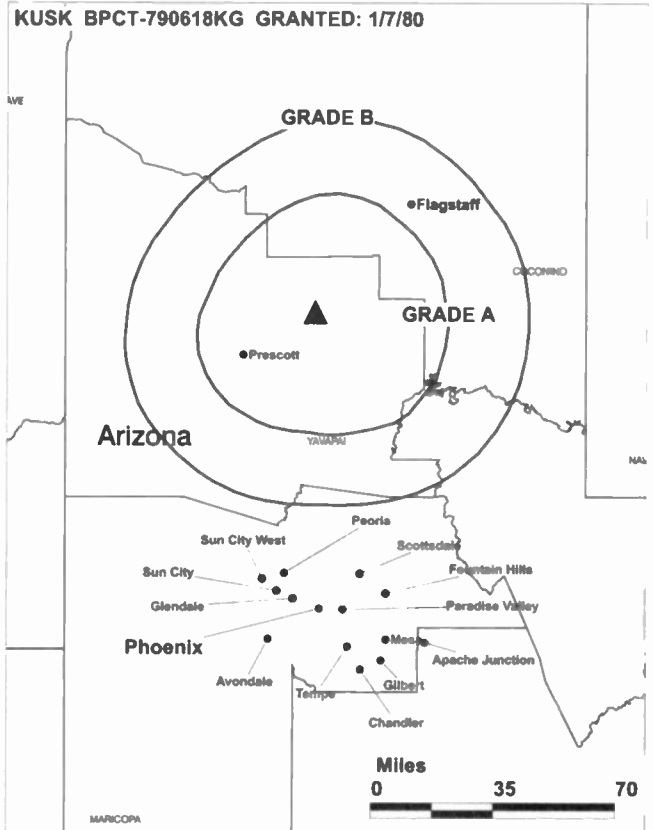 KUSK BPCT-790618KG GRANTED: 1/7/80
AVE
GRADE B
Flagstaff
COCONINO
GRADE A
Prescott
Arizona
YAVAPAI
NAV
Peoria
Sun City West
Scottsdale
Sun City
Fountain Hills
Glendale
Paradise Valley
Phoenix
Mesa
Apache Junction
Avondale
Tempe
Gilbert
Chandler
Miles
0 35 70
MARICOPA